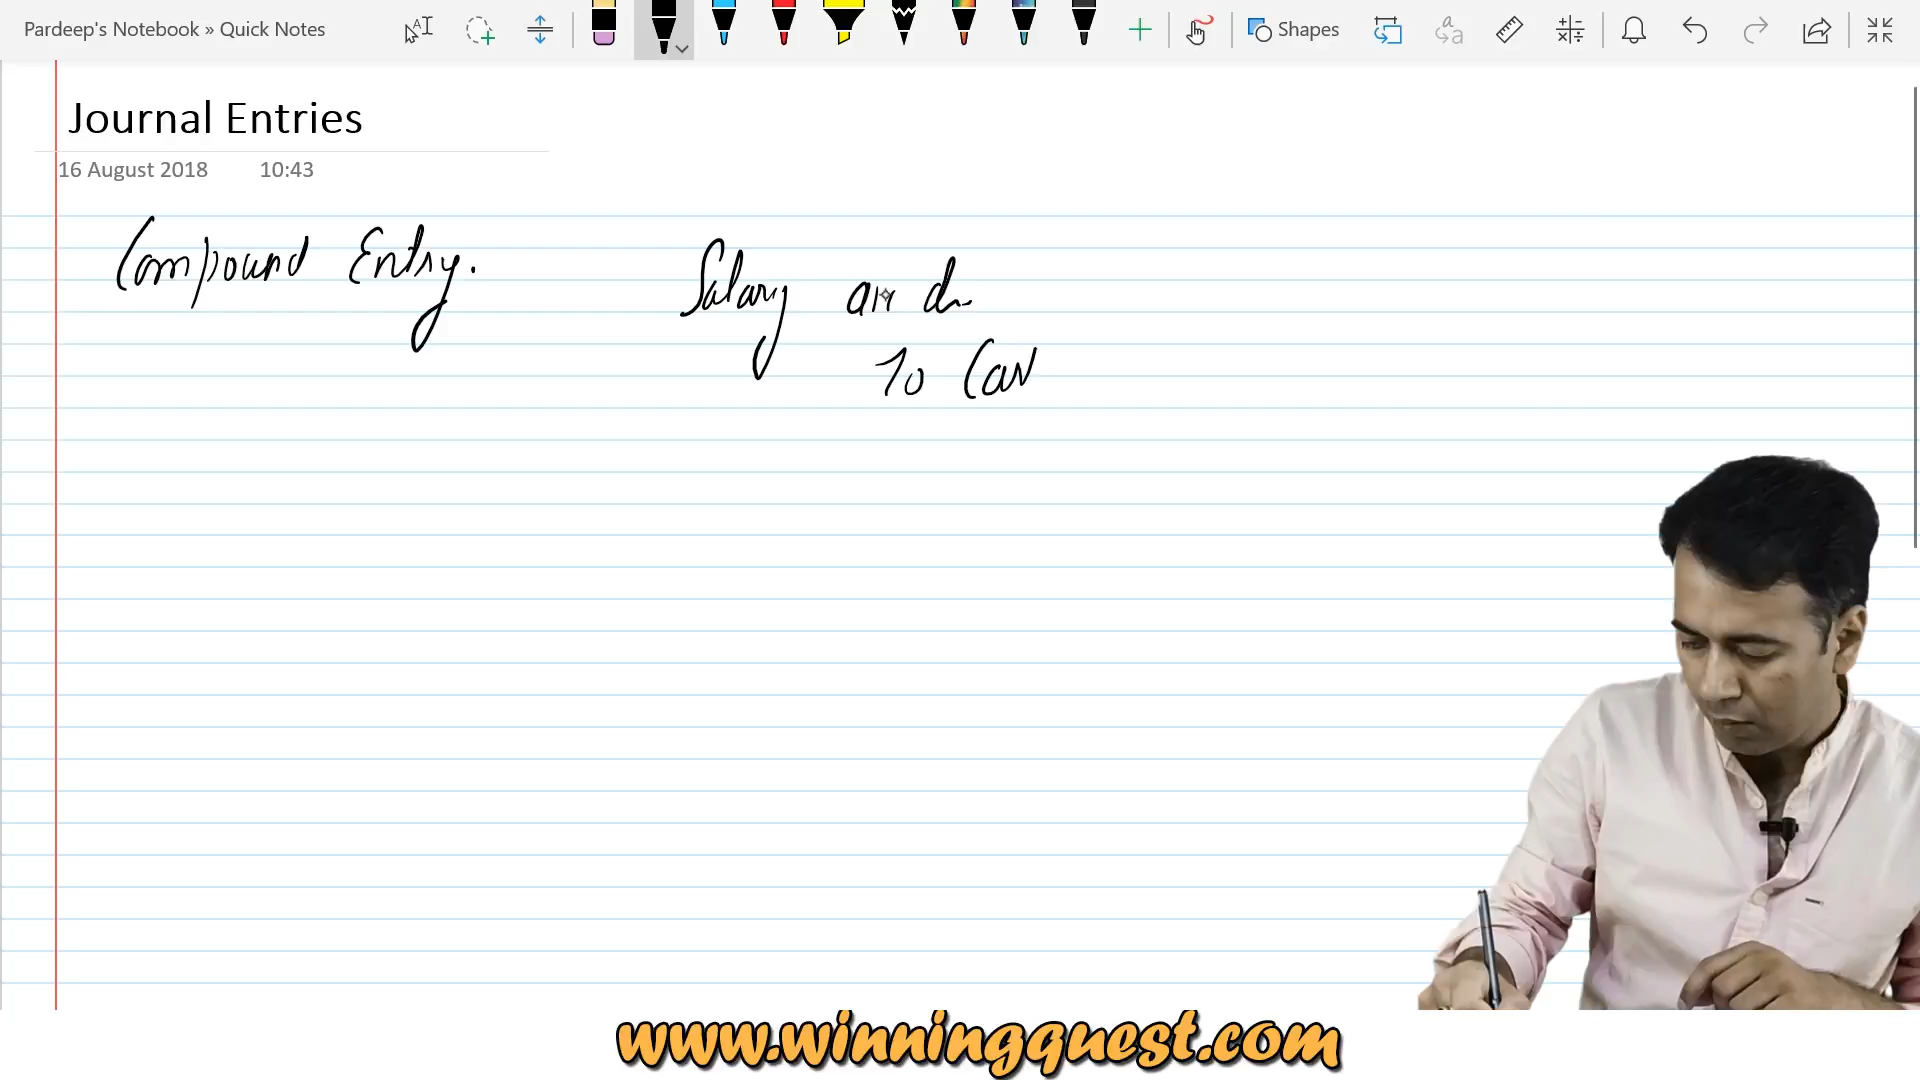 Pardeep's Notebook » Quick Notes
Shapes
Journal Entries
16 August 2018 10:43
Compound Entry.
Salary dr
To Cas
www.winningquest.com